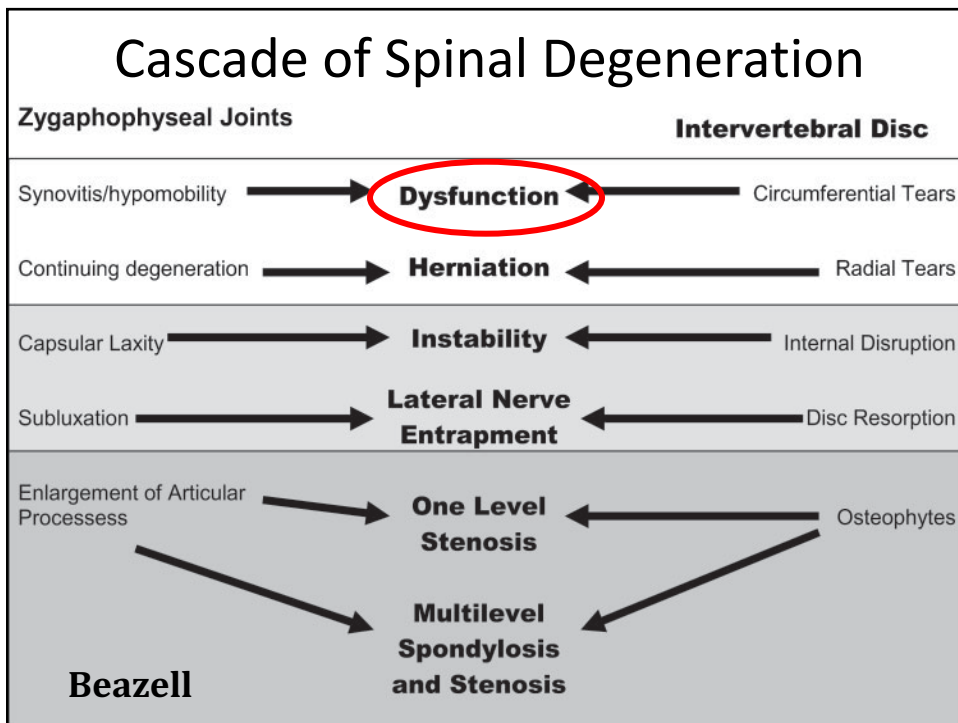 Cascade of Spinal Degeneration
Zygaphophyseal Joints
Intervertebral Disc
Synovitis/hypomobility
Dysfunction
Circumferential Tears
Continuing degeneration
Herniation
Radial Tears
Capsular Laxity
Instability
Internal Disruption
Subluxation
Lateral Nerve
Entrapment
Disc Resorption
Enlargement of Articular
Processess
One Level
Stenosis
Osteophytes
Multilevel
Spondylosis
and Stenosis
Beazell